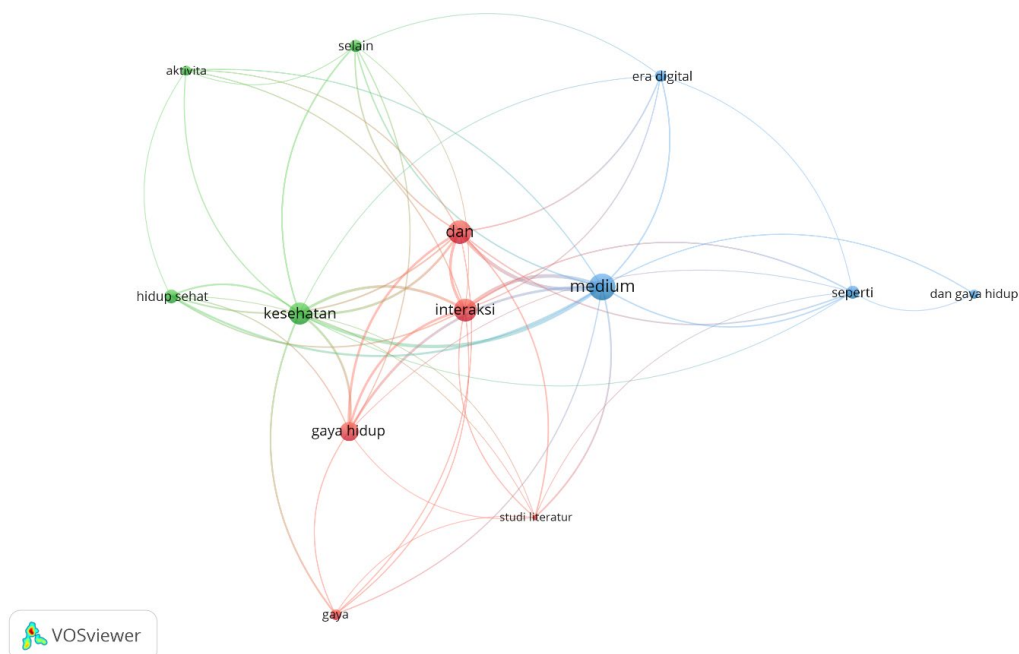 selain
aktivita
era digital
dan
medium
hidup sehat
seperti
dan gaya hidup
kesehatan
interaksi
gaya hidup
studi literatur
gaya
VOSviewer